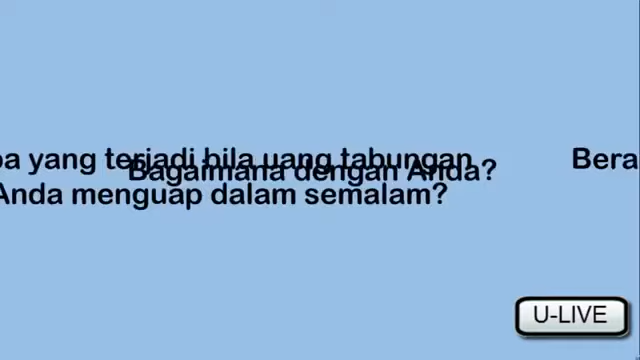 pa yang terjadi bila uang tabungan
Anda menguap dalam semalam?
Bagaimana dengan Anda?
Bera
U-LIVE